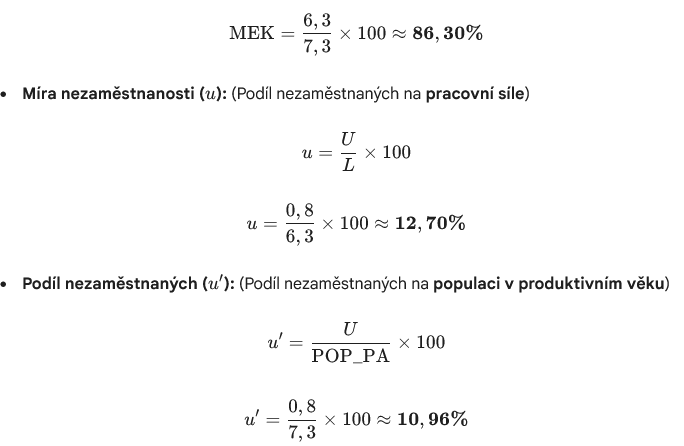 MEK = 6,3 / 7,3 × 100 ≈ 86,30%
• Míra nezaměstnanosti (u): (Podíl nezaměstnaných na pracovní síle)
u = U / L × 100
u = 0,8 / 6,3 × 100 ≈ 12,70%
• Podíl nezaměstnaných (u′): (Podíl nezaměstnaných na populaci v produktivním věku)
u′ = U / POP_PA × 100
u′ = 0,8 / 7,3 × 100 ≈ 10,96%